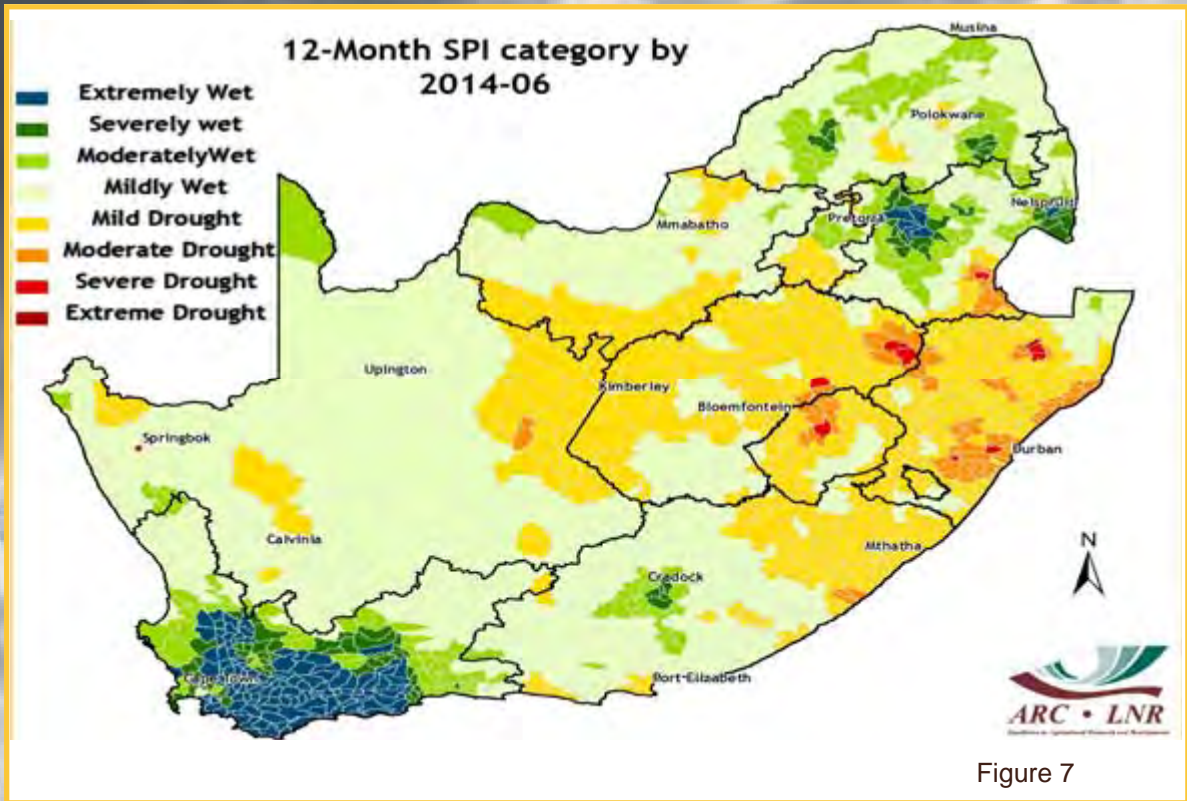 12-Month SPI category by
2014-06
Extremely Wet
Severely wet
ModeratelyWet
Mildly Wet
Mild Drought
Moderate Drought
Severe Drought
Extreme Drought
Musina
Polokwane
Nelspruit
Pretoria
Mmabatho
Upington
Kimberley
Bloemfontein
Springbok
Durban
Calvinia
Mthatha
N
Cradock
Cape Town
Port-Elizabeth
ARC • LNR
Figure 7